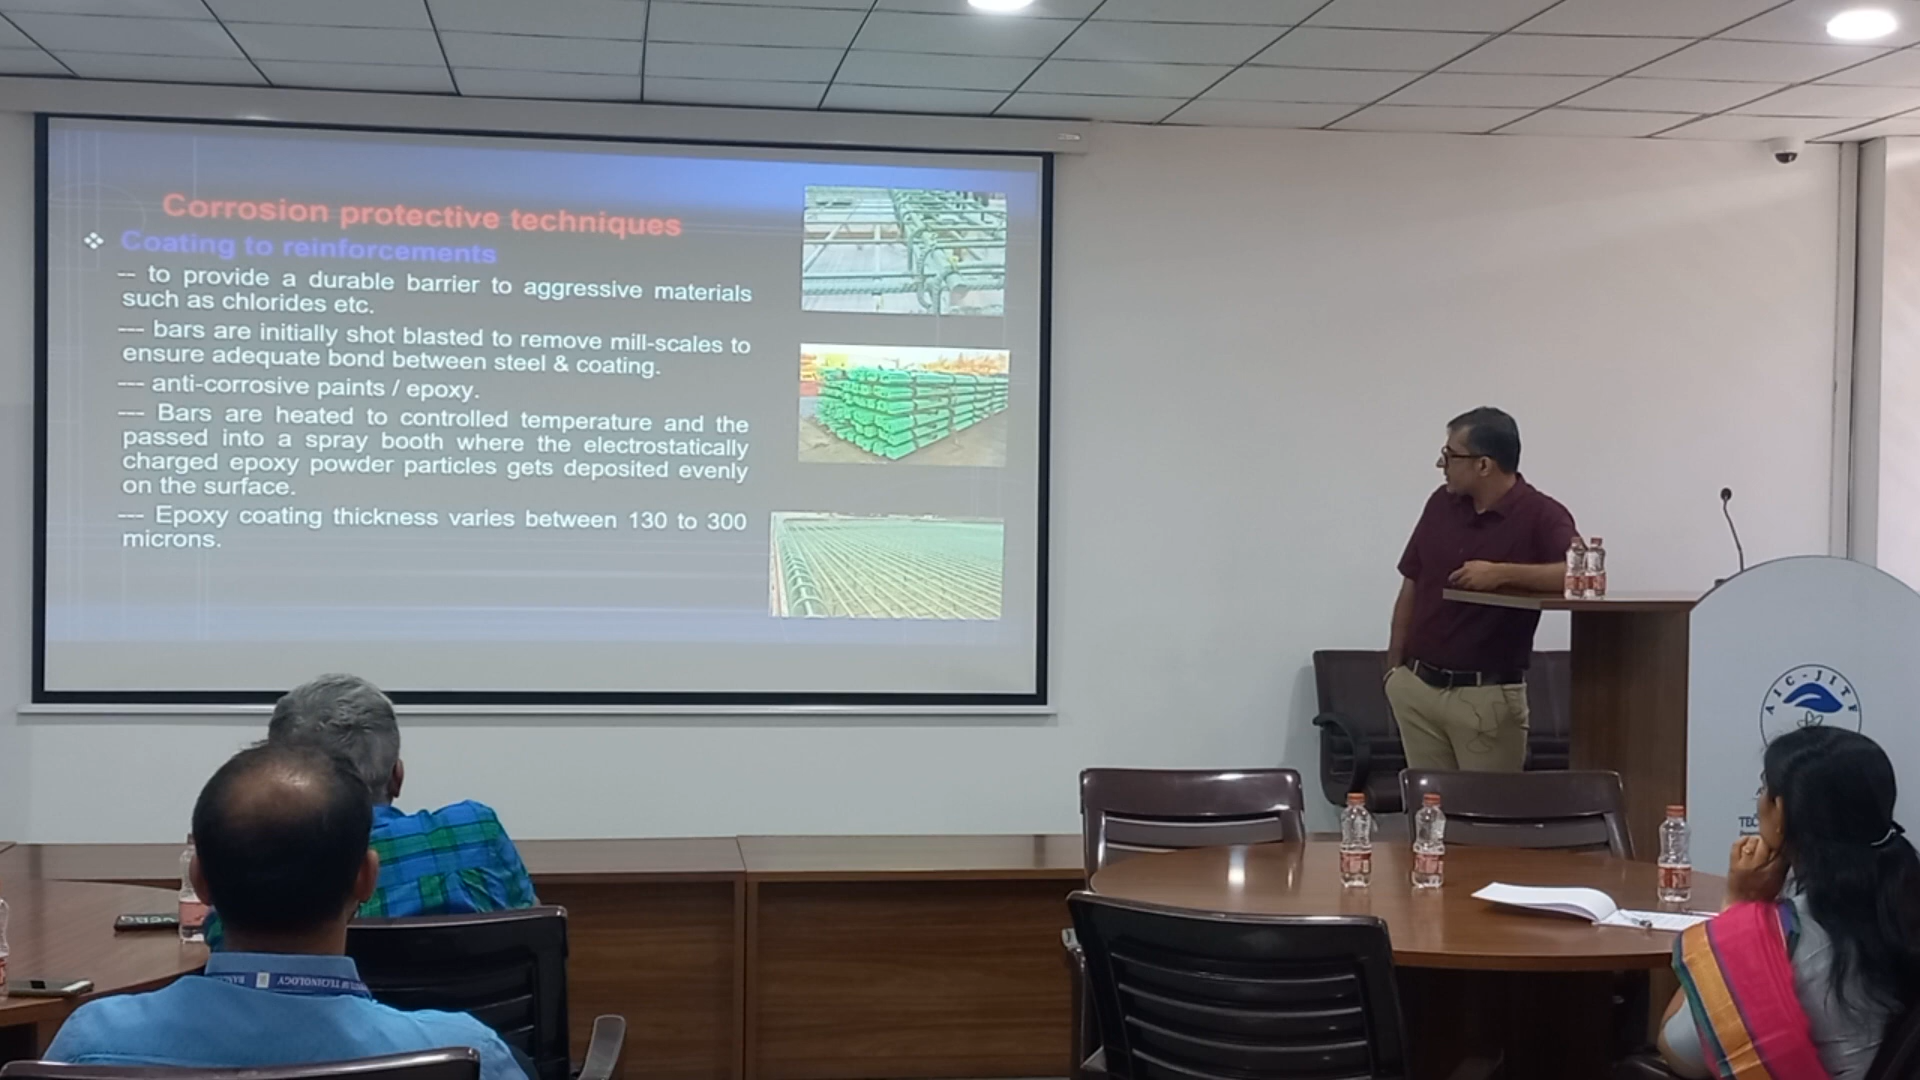 Corrosion protective techniques
❖ Coating to reinforcements
-- to provide a durable barrier to aggressive materials
such as chlorides etc.
--- bars are initially shot blasted to remove mill-scales to
ensure adequate bond between steel & coating.
--- anti-corrosive paints / epoxy.
--- Bars are heated to controlled temperature and the
passed into a spray booth where the electrostatically
charged epoxy powder particles gets deposited evenly
on the surface.
--- Epoxy coating thickness varies between 130 to 300
microns.
AIC-JITF
OF TECHNOLOGY